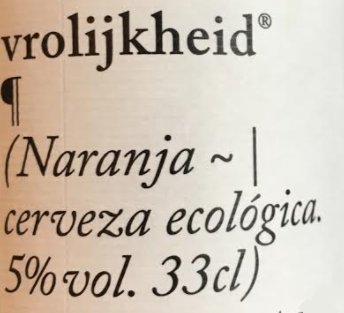 vrolijkheid®
¶
(Naranja ~ |
cerveza ecológica.
5% vol. 33cl)